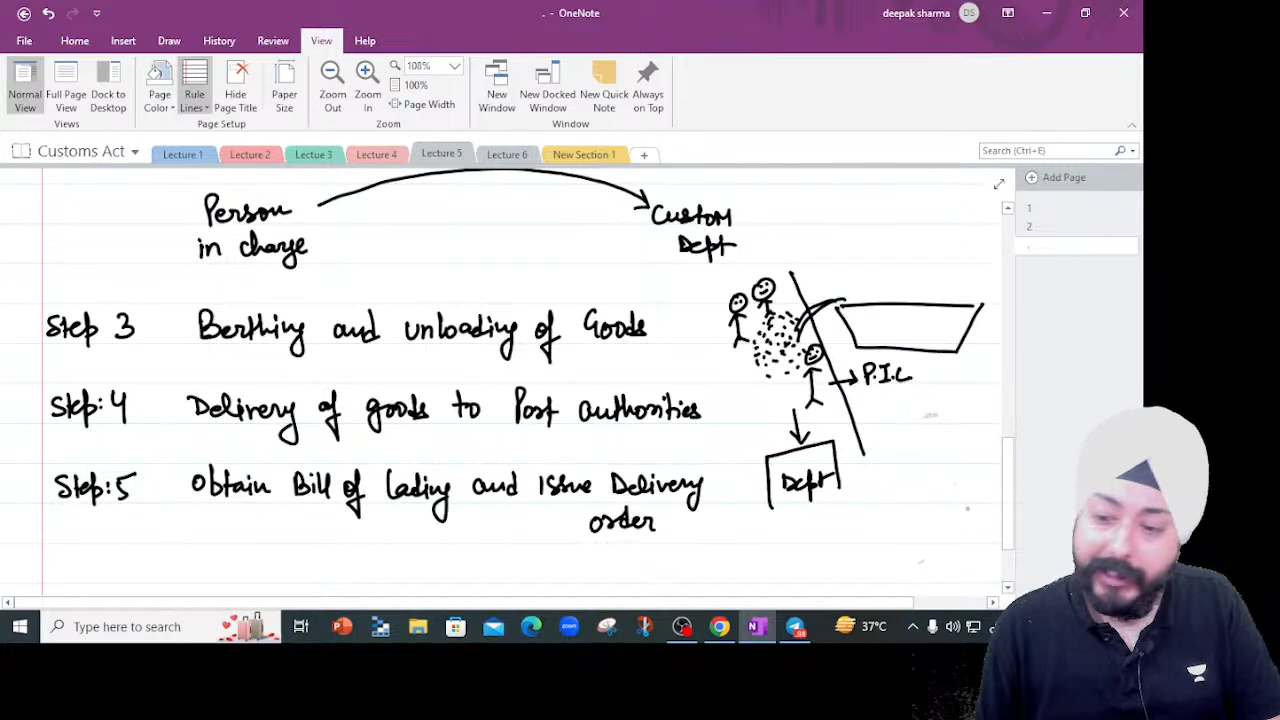 . - OneNote
deepak sharma DS
File Home Insert Draw History Review View Help
Normal View
Full Page View
Dock to Desktop
Views
Page Color
Rule Lines
Hide Page Title
Paper Size
Page Setup
Zoom Out
Zoom In
108%
100%
Page Width
Zoom
New Window
New Docked Window
New Quick Note
Always on Top
Window
Customs Act
Lecture 1 Lecture 2 Lectue 3 Lecture 4 Lecture 5 Lecture 6 New Section 1 +
Search (Ctrl+E)
Add Page
1
2
.
Person
in charge
Custom
Dept
Step 3 Berthing and unloading of Goods
P.I.C
Step:4 Delivery of goods to Port authorities
Step:5 Obtain Bill of lading and Issue Delivery
order
Dept
Type here to search
98
37°C